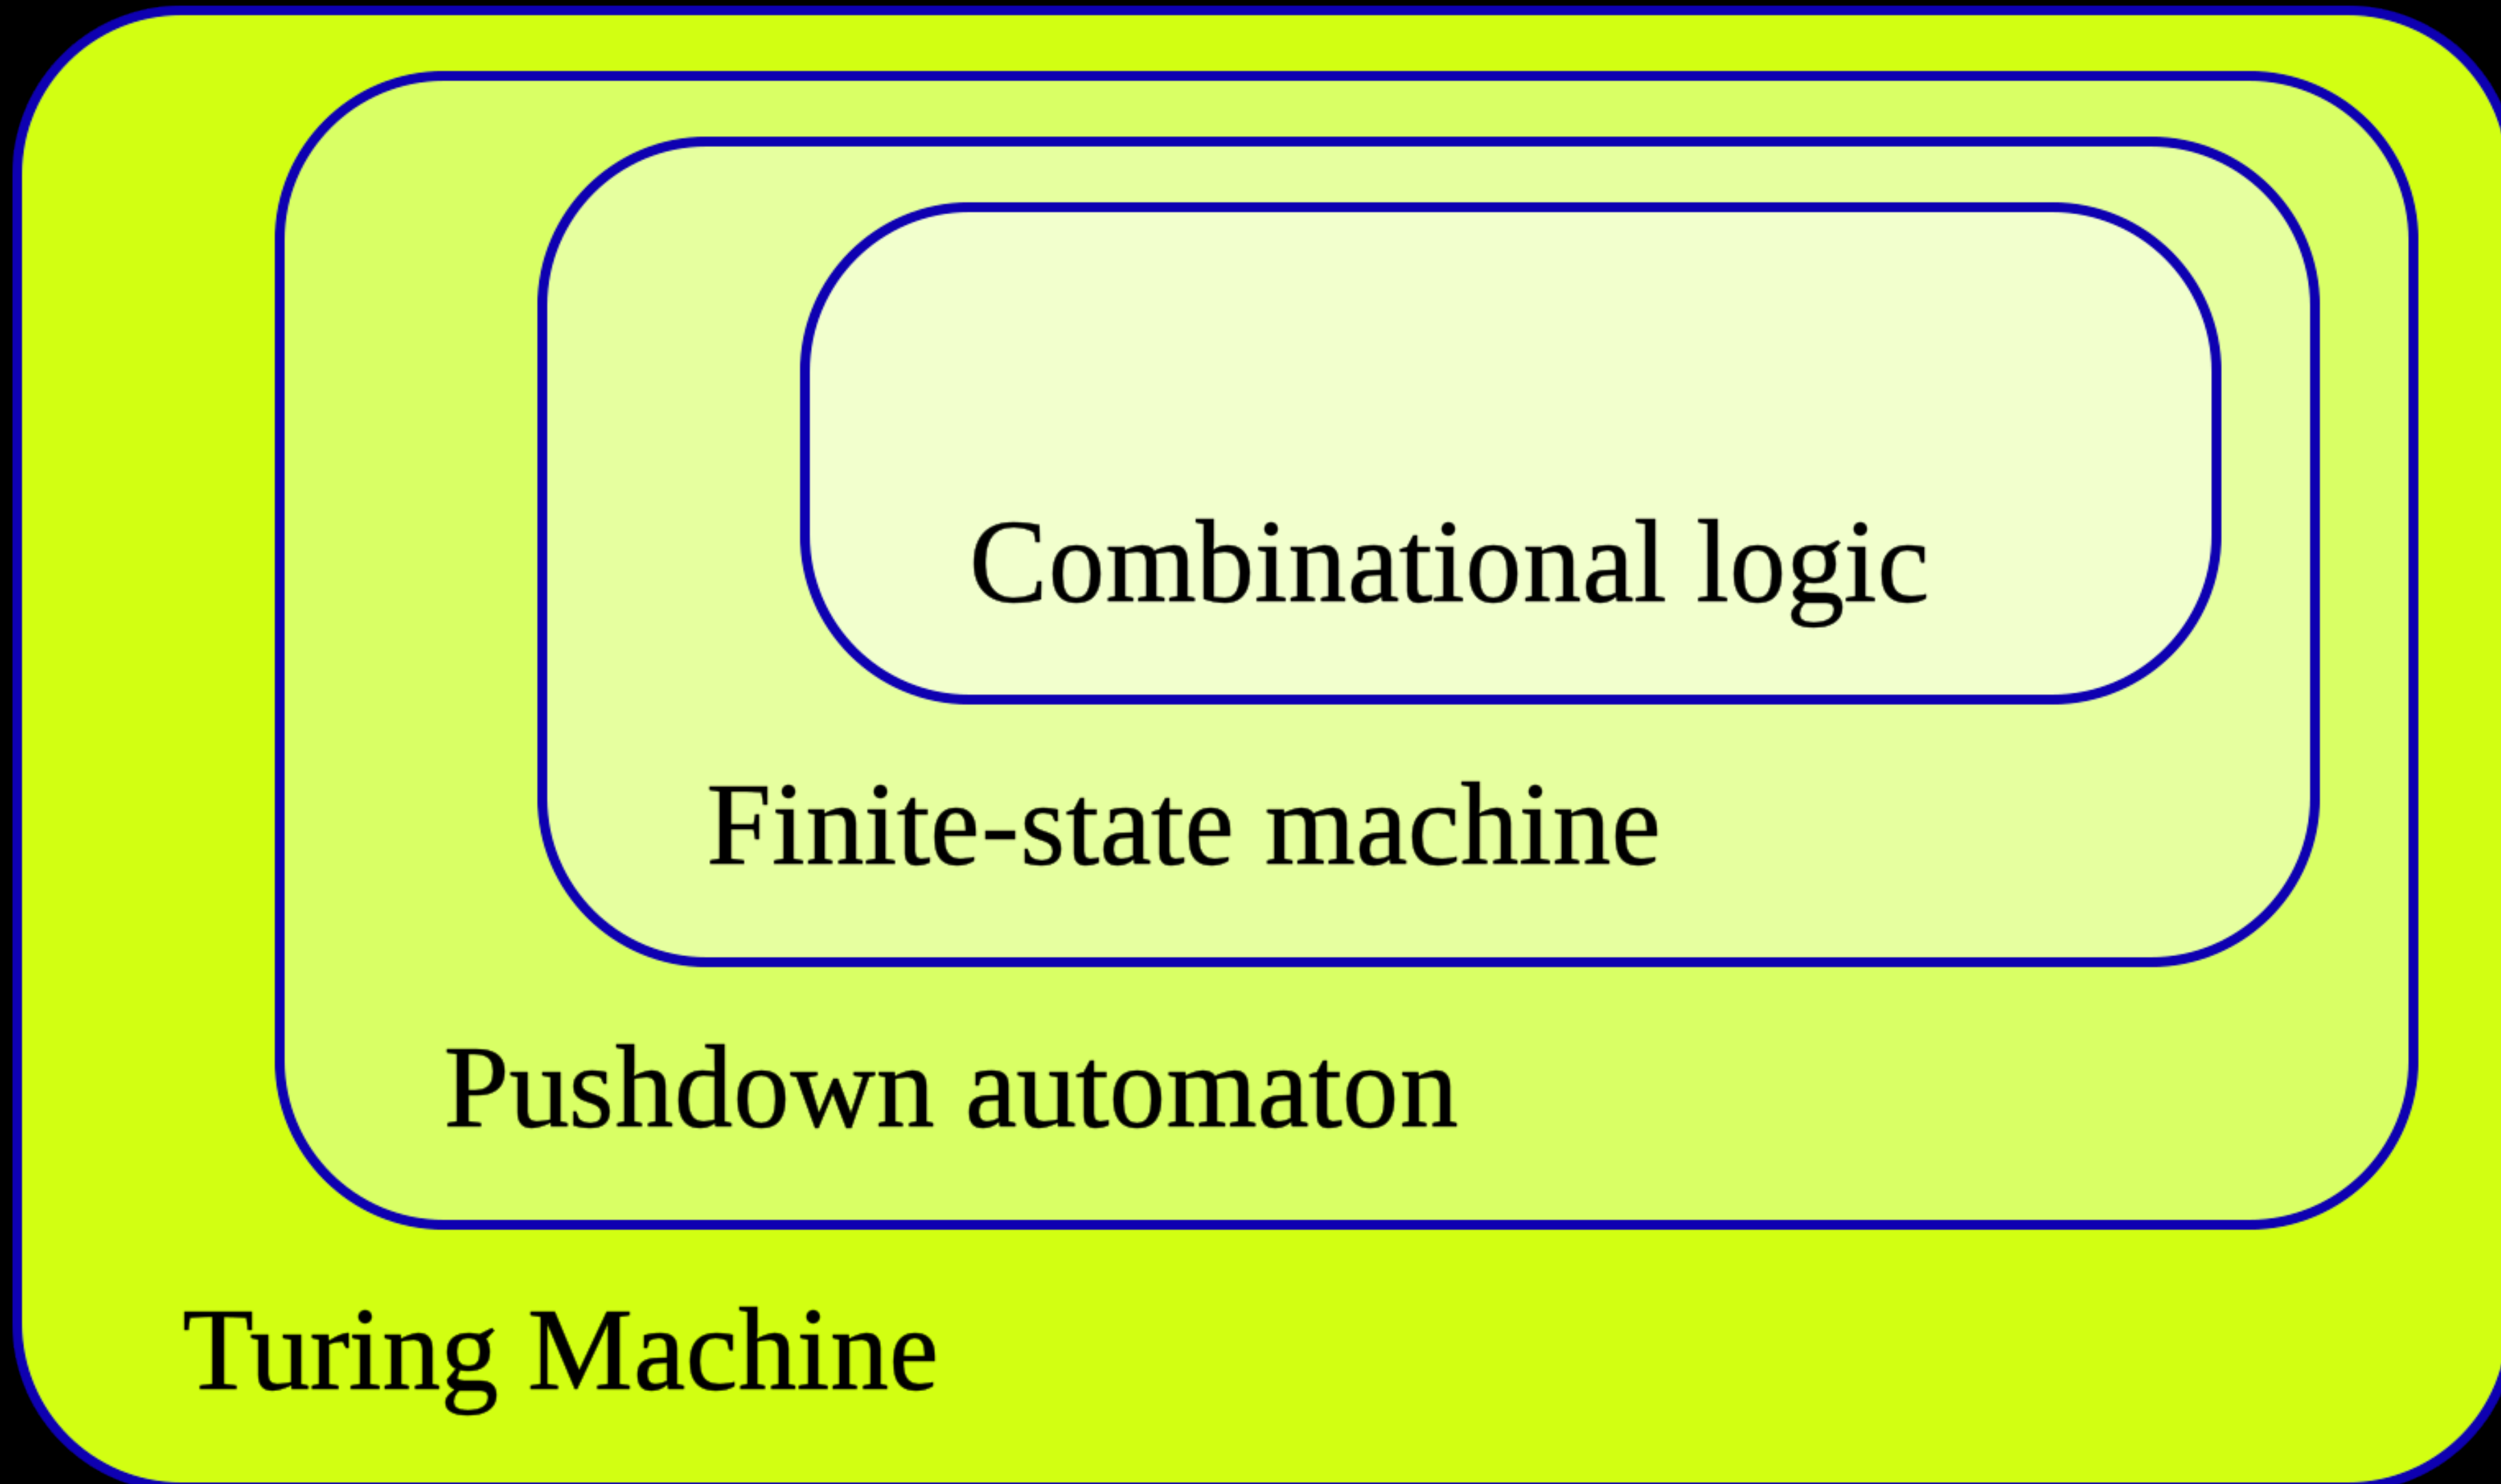 Combinational logic
Finite-state machine
Pushdown automaton
Turing Machine